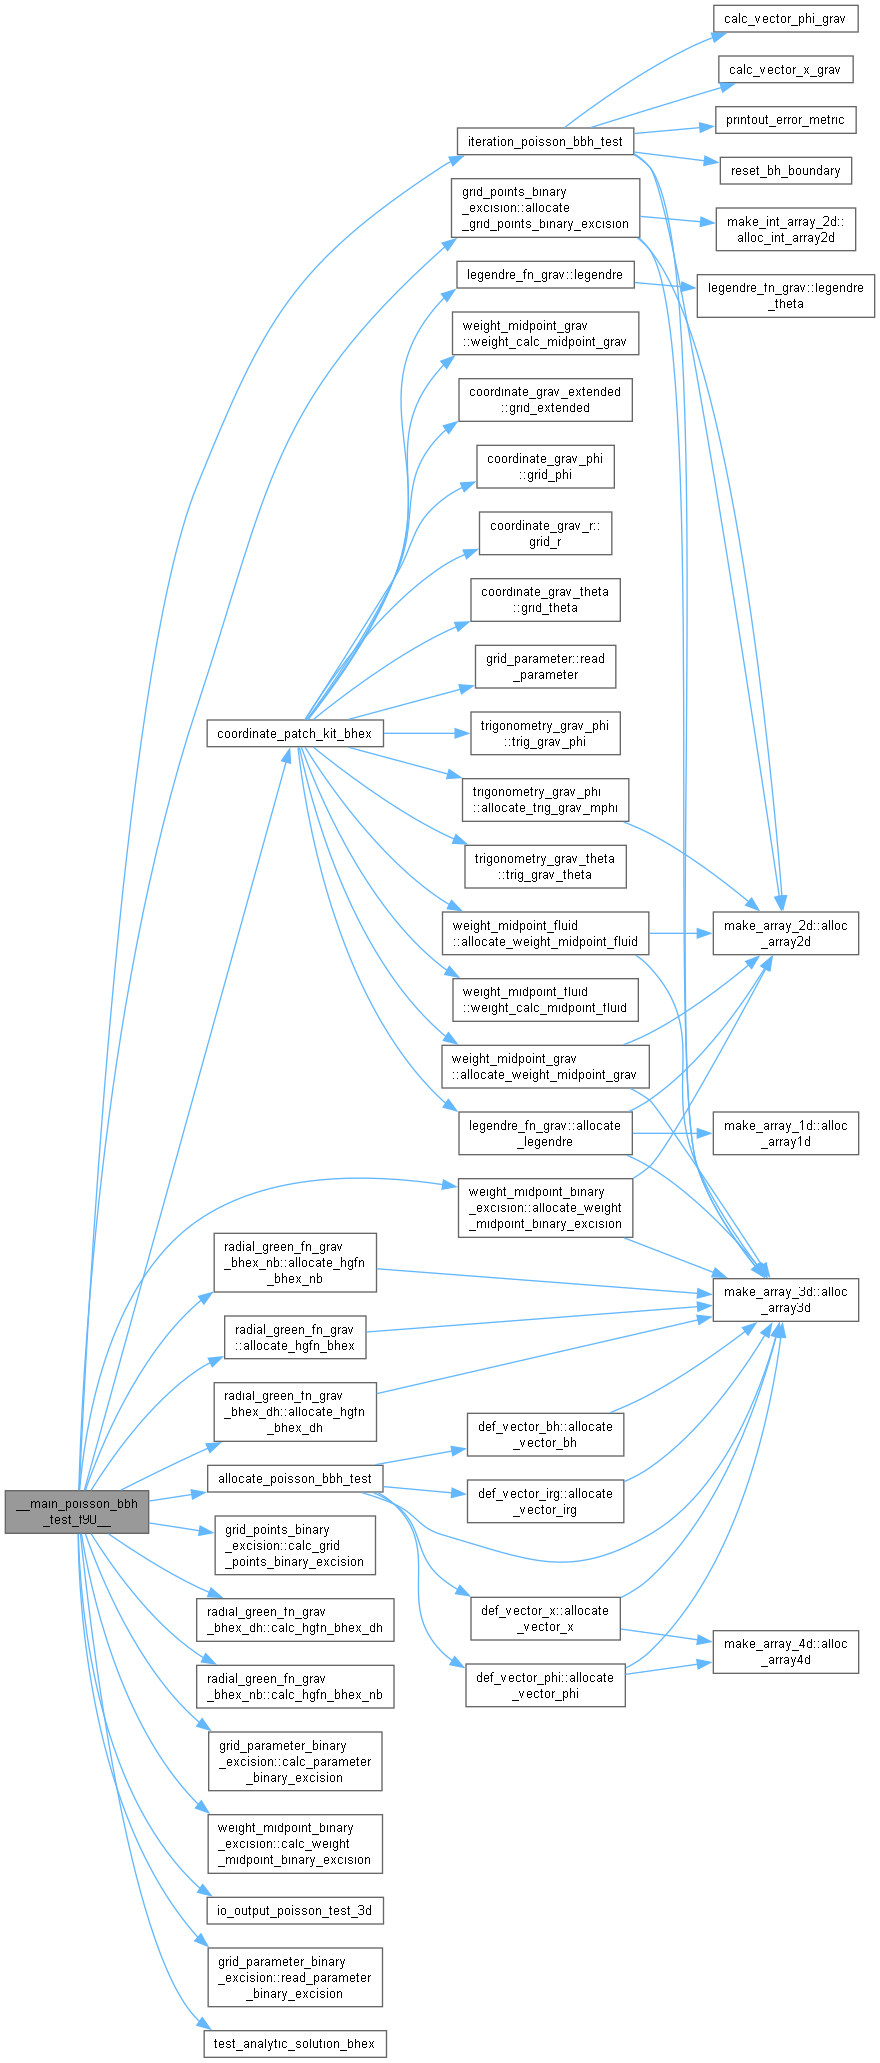 calc_vector_phi_grav
calc_vector_x_grav
printout_error_metric
iteration_poisson_bbh_test
reset_bh_boundary
grid_points_binary
_excision::allocate
_grid_points_binary_excision
make_int_array_2d::
alloc_int_array2d
legendre_fn_grav::legendre
legendre_fn_grav::legendre
_theta
weight_midpoint_grav
::weight_calc_midpoint_grav
coordinate_grav_extended
::grid_extended
coordinate_grav_phi
::grid_phi
coordinate_grav_r::
grid_r
coordinate_grav_theta
::grid_theta
grid_parameter::read
_parameter
coordinate_patch_kit_bhex
trigonometry_grav_phi
::trig_grav_phi
trigonometry_grav_phi
::allocate_trig_grav_mphi
trigonometry_grav_theta
::trig_grav_theta
weight_midpoint_fluid
::allocate_weight_midpoint_fluid
make_array_2d::alloc
_array2d
weight_midpoint_fluid
::weight_calc_midpoint_fluid
weight_midpoint_grav
::allocate_weight_midpoint_grav
legendre_fn_grav::allocate
_legendre
make_array_1d::alloc
_array1d
weight_midpoint_binary
_excision::allocate_weight
_midpoint_binary_excision
radial_green_fn_grav
_bhex_nb::allocate_hgfn
_bhex_nb
make_array_3d::alloc
_array3d
radial_green_fn_grav
::allocate_hgfn_bhex
radial_green_fn_grav
_bhex_dh::allocate_hgfn
_bhex_dh
def_vector_bh::allocate
_vector_bh
allocate_poisson_bbh_test
def_vector_irg::allocate
_vector_irg
__main_poisson_bbh
_test_f90__
grid_points_binary
_excision::calc_grid
_points_binary_excision
radial_green_fn_grav
_bhex_dh::calc_hgfn_bhex_dh
def_vector_x::allocate
_vector_x
make_array_4d::alloc
_array4d
radial_green_fn_grav
_bhex_nb::calc_hgfn_bhex_nb
def_vector_phi::allocate
_vector_phi
grid_parameter_binary
_excision::calc_parameter
_binary_excision
weight_midpoint_binary
_excision::calc_weight
_midpoint_binary_excision
io_output_poisson_test_3d
grid_parameter_binary
_excision::read_parameter
_binary_excision
test_analytic_solution_bhex